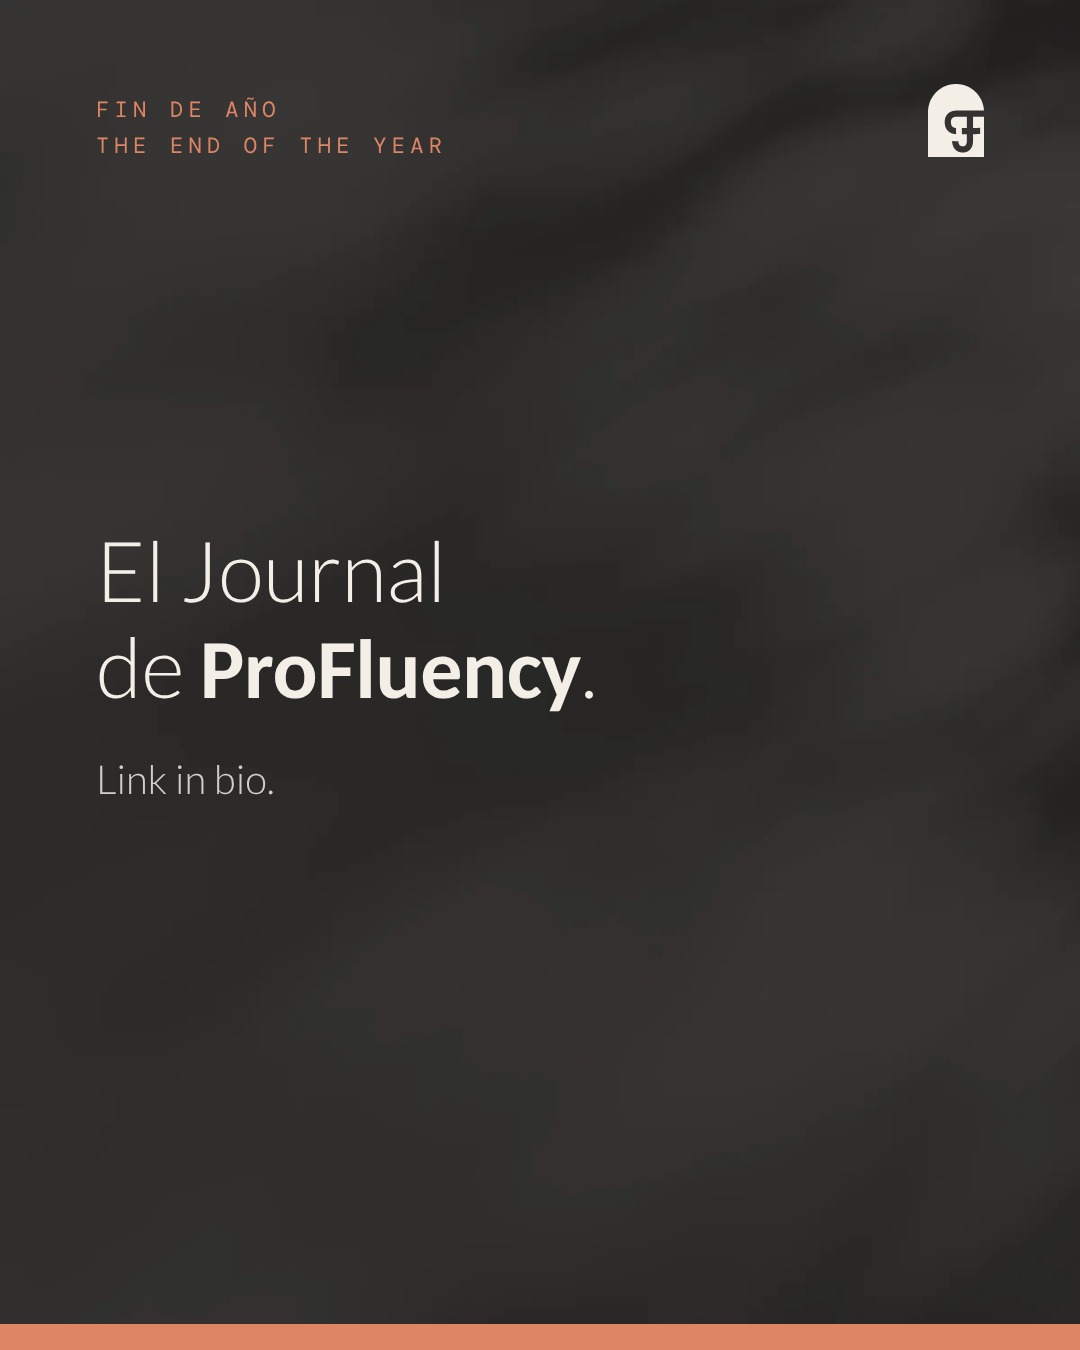 FIN DE AÑO
THE END OF THE YEAR
El Journal
de ProFluency.
Link in bio.